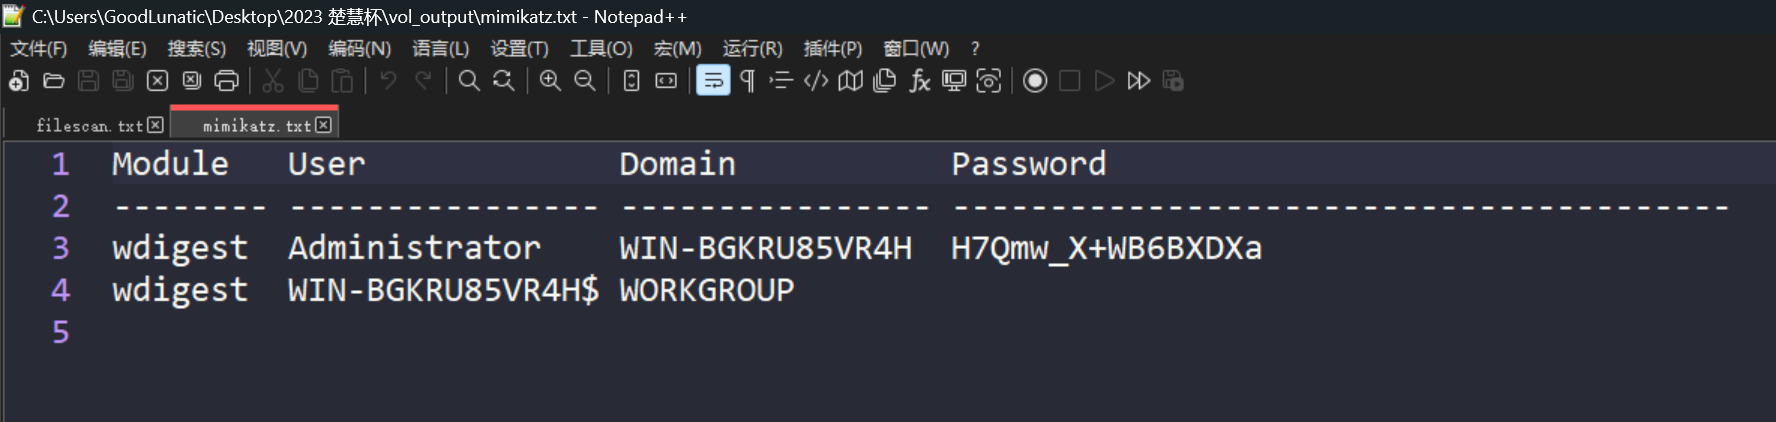 C:\Users\GoodLunatic\Desktop\2023 楚慧杯\vol_output\mimikatz.txt - Notepad++
文件(F) 编辑(E) 搜索(S) 视图(V) 编码(N) 语言(L) 设置(T) 工具(O) 宏(M) 运行(R) 插件(P) 窗口(W) ?
filescan.txt mimikatz.txt
1 Module User Domain Password
2 -------- ---------------- ---------------- ----------------------------------------
3 wdigest Administrator WIN-BGKRU85VR4H H7Qmw_X+WB6BXDXa
4 wdigest WIN-BGKRU85VR4H$ WORKGROUP
5